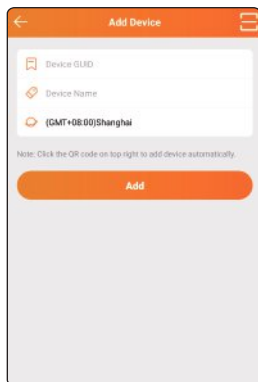 Add Device
Device GUID
Device Name
(GMT+08:00)Shanghai
Note: Click the QR code on top right to add device automatically.
Add